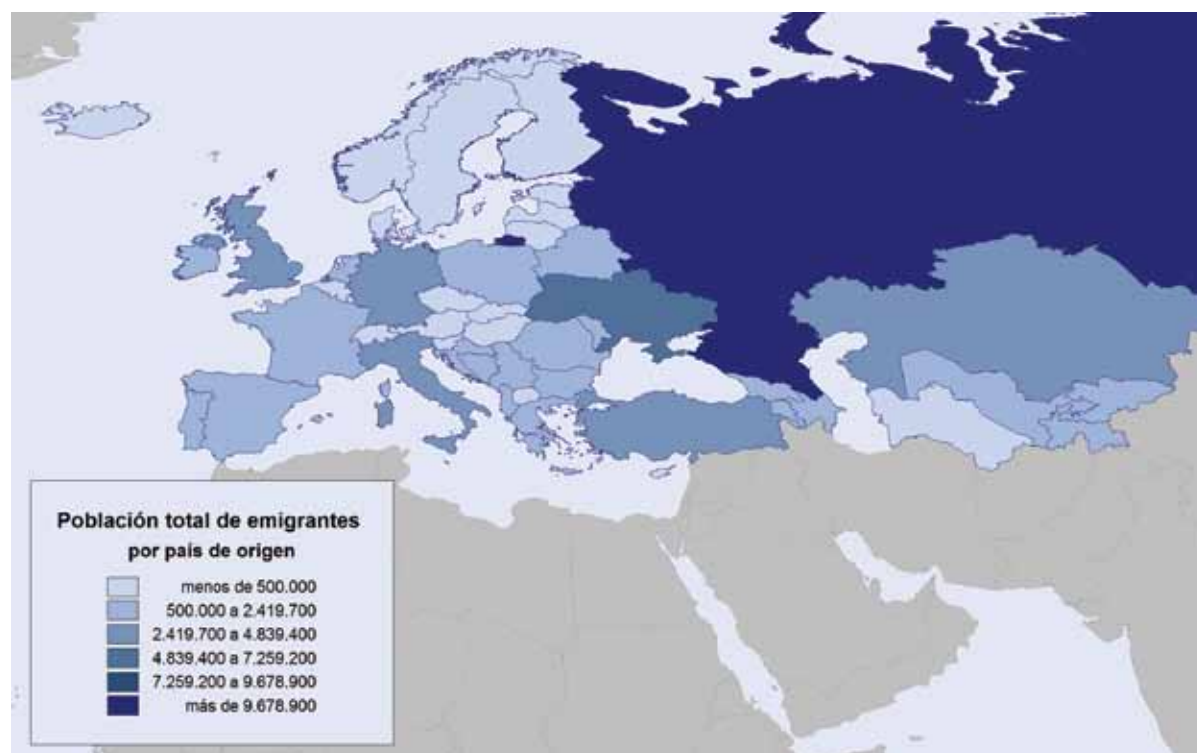 Población total de emigrantes
por país de origen
menos de 500.000
500.000 a 2.419.700
2.419.700 a 4.839.400
4.839.400 a 7.259.200
7.259.200 a 9.678.900
más de 9.678.900